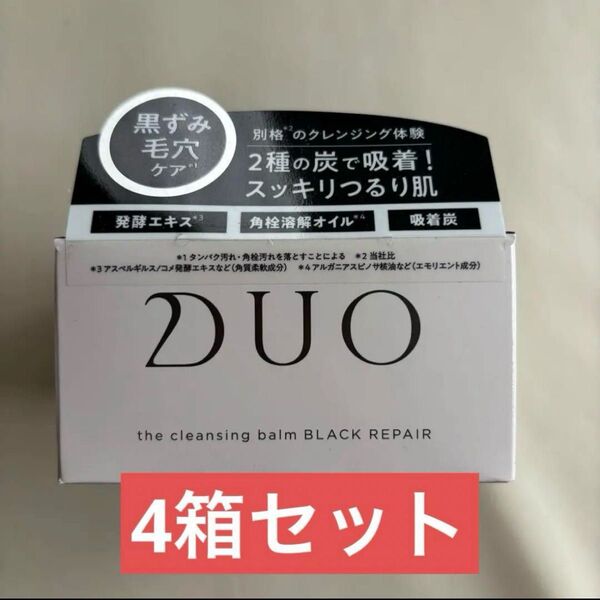 黒ずみ
毛穴
ケア*1
別格*2のクレンジング体験
2種の炭で吸着!
スッキリつるり肌
発酵エキス*3 角栓溶解オイル*4 吸着炭
*1 タンパク汚れ・角栓汚れを落とすことによる *2 当社比
*3 アスペルギルス/コメ発酵エキスなど(角質柔軟成分) *4 アルガニアスピノサ核油など(エモリエント成分)
DUO
the cleansing balm BLACK REPAIR
4箱セット